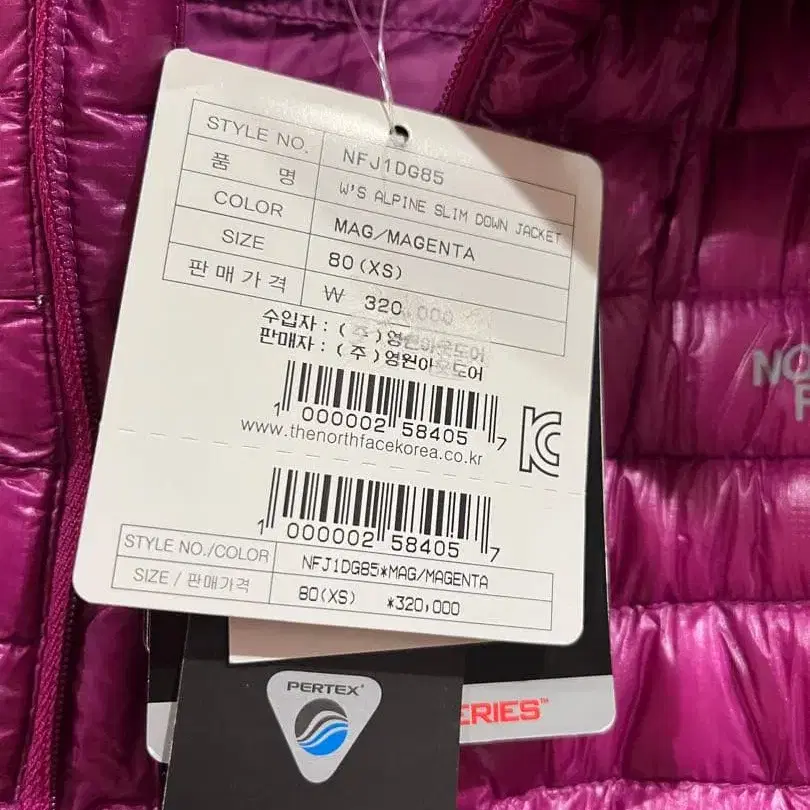 STYLE NO. NFJ1DG85
품 명 W'S ALPINE SLIM DOWN JACKET
COLOR MAG/MAGENTA
SIZE 80(XS)
판매가격 ₩ 320,000
수입자 : (주)영원아웃도어
판매자 : (주)영원아웃도어
1 000002 58405 7
www.thenorthfacekorea.co.kr
1 000002 58405 7
STYLE NO./COLOR NFJ1DG85*MAG/MAGENTA
SIZE / 판매가격 80(XS) *320,000
PERTEX
ERIES™
NO
F